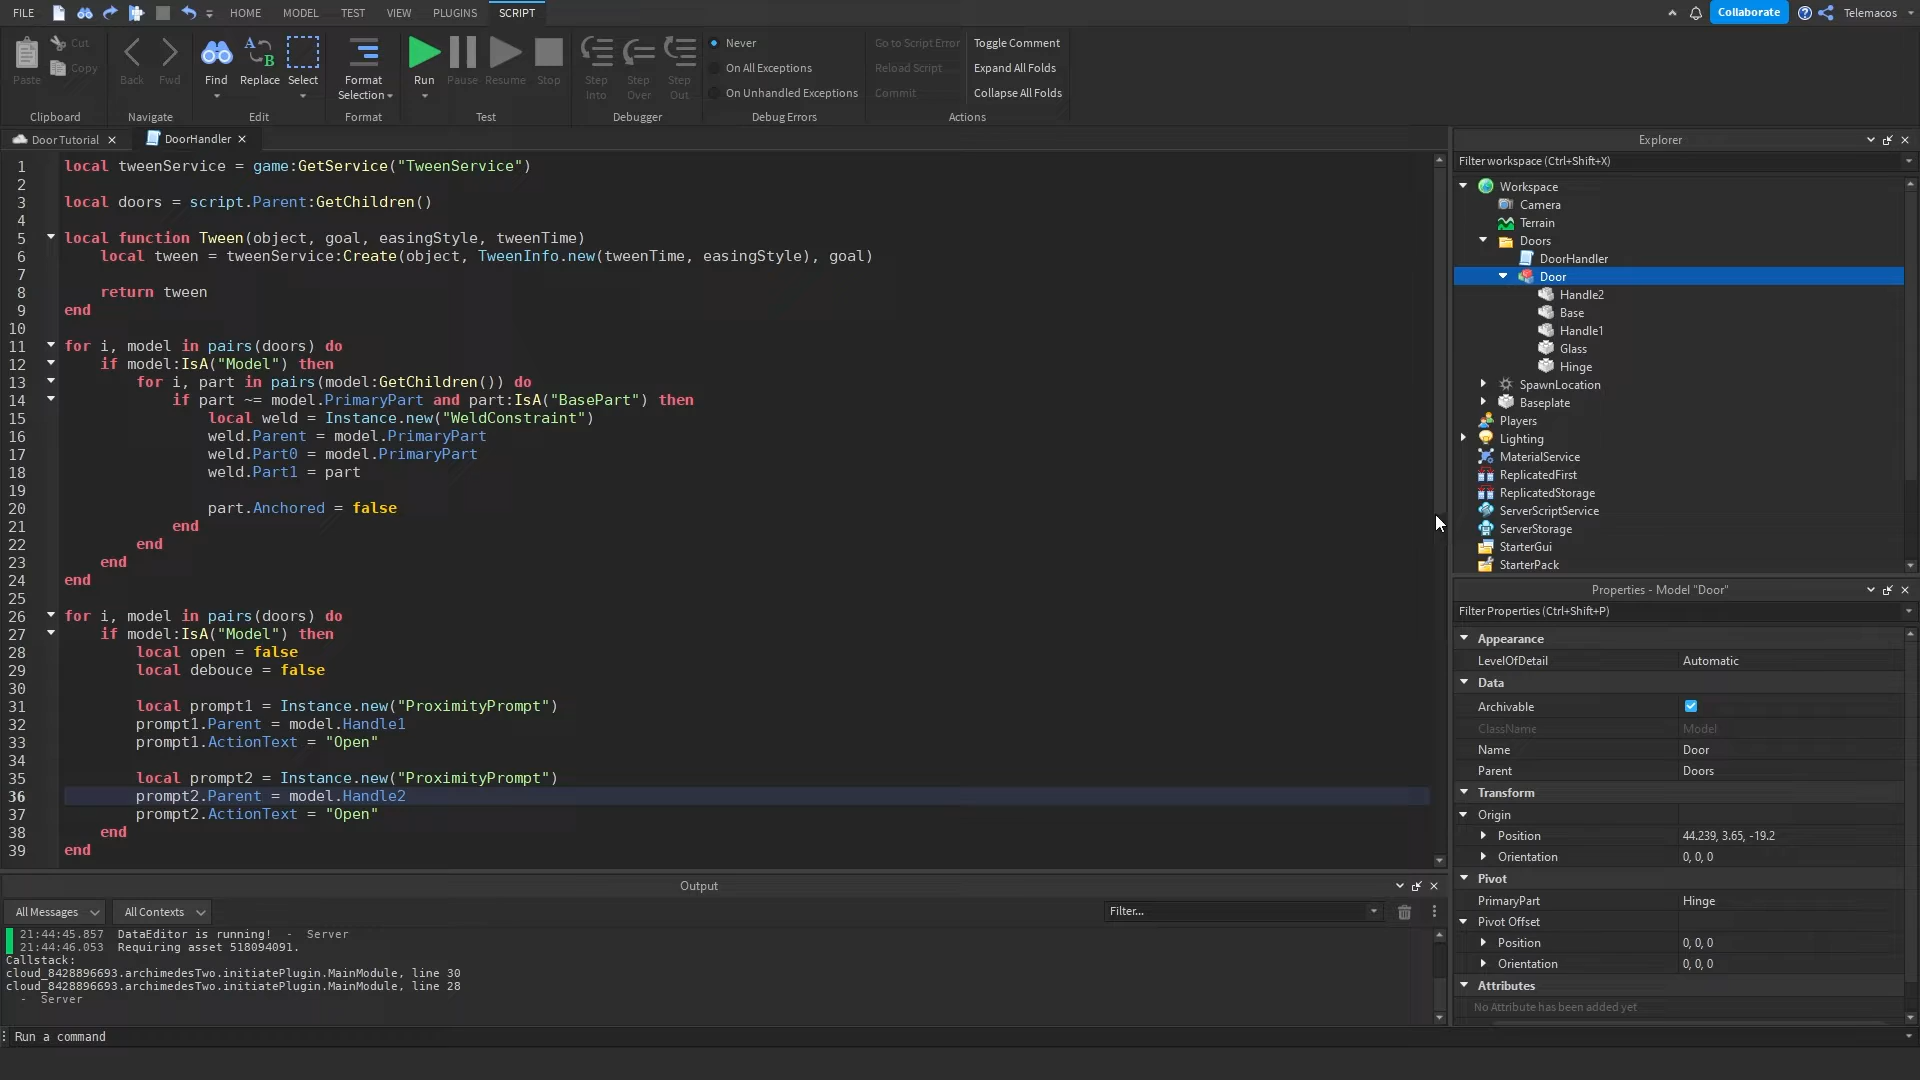 FILE HOME MODEL TEST VIEW PLUGINS SCRIPT Collaborate Telemacos
Paste Cut Copy
Back Fwd
Find Replace Select
Format Selection
Run Pause Resume Stop
Step Into Step Over Step Out
Never
On All Exceptions
On Unhandled Exceptions
Go to Script Error
Reload Script
Commit
Toggle Comment
Expand All Folds
Collapse All Folds
Clipboard Navigate Edit Format Test Debugger Debug Errors Actions
Door Tutorial DoorHandler
1 local tweenService = game:GetService("TweenService")
2
3 local doors = script.Parent:GetChildren()
4
5 local function Tween(object, goal, easingStyle, tweenTime)
6 local tween = tweenService:Create(object, TweenInfo.new(tweenTime, easingStyle), goal)
7
8 return tween
9 end
10
11 for i, model in pairs(doors) do
12 if model:IsA("Model") then
13 for i, part in pairs(model:GetChildren()) do
14 if part ~= model.PrimaryPart and part:IsA("BasePart") then
15 local weld = Instance.new("WeldConstraint")
16 weld.Parent = model.PrimaryPart
17 weld.Part0 = model.PrimaryPart
18 weld.Part1 = part
19
20 part.Anchored = false
21 end
22 end
23 end
24 end
25
26 for i, model in pairs(doors) do
27 if model:IsA("Model") then
28 local open = false
29 local debouce = false
30
31 local prompt1 = Instance.new("ProximityPrompt")
32 prompt1.Parent = model.Handle1
33 prompt1.ActionText = "Open"
34
35 local prompt2 = Instance.new("ProximityPrompt")
36 prompt2.Parent = model.Handle2
37 prompt2.ActionText = "Open"
38 end
39 end
Output
All Messages All Contexts Filter...
21:44:45.857 DataEditor is running! - Server
21:44:46.053 Requiring asset 518094091.
Callstack:
cloud_8428896693.archimedesTwo.initiatePlugin.MainModule, line 30
cloud_8428896693.archimedesTwo.initiatePlugin.MainModule, line 28
- Server
Run a command
Explorer
Filter workspace (Ctrl+Shift+X)
Workspace
Camera
Terrain
Doors
DoorHandler
Door
Handle2
Base
Handle1
Glass
Hinge
SpawnLocation
Baseplate
Players
Lighting
MaterialService
ReplicatedFirst
ReplicatedStorage
ServerScriptService
ServerStorage
StarterGui
StarterPack
Properties - Model "Door"
Filter Properties (Ctrl+Shift+P)
Appearance
LevelOfDetail Automatic
Data
Archivable
ClassName Model
Name Door
Parent Doors
Transform
Origin
Position 44.239, 3.65, -19.2
Orientation 0, 0, 0
Pivot
PrimaryPart Hinge
Pivot Offset
Position 0, 0, 0
Orientation 0, 0, 0
Attributes
No Attribute has been added yet